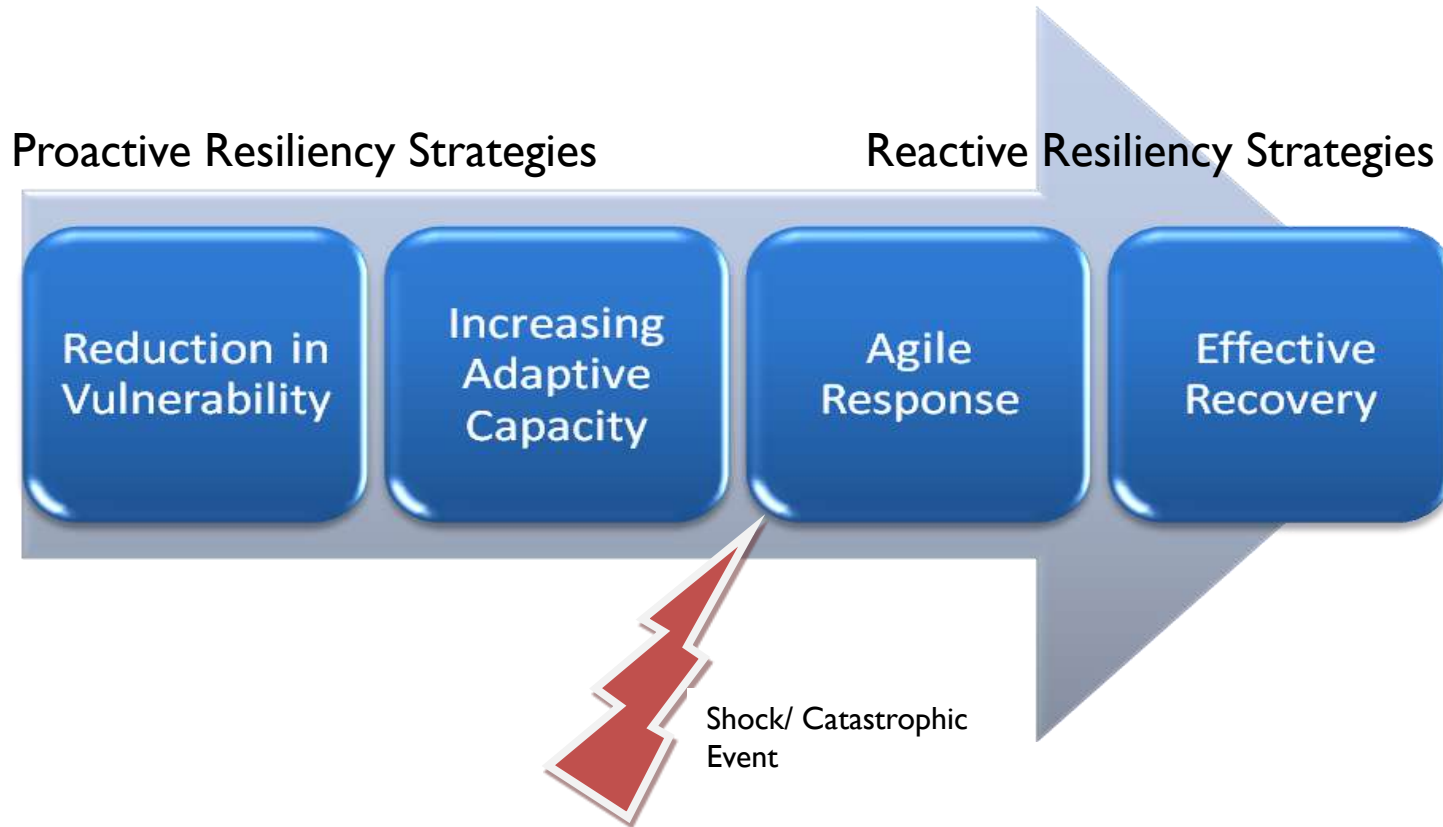 Proactive Resiliency Strategies
Reactive Resiliency Strategies
Reduction in
Vulnerability
Increasing
Adaptive
Capacity
Agile
Response
Effective
Recovery
Shock/ Catastrophic
Event